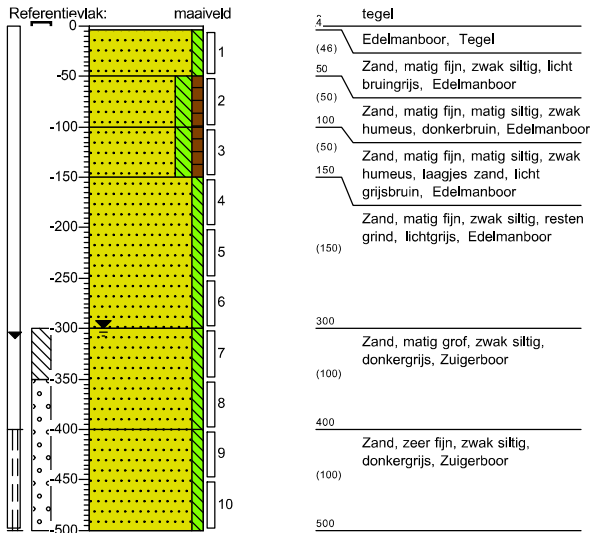 Referentievlak: maaiveld
0
-50
-100
-150
-200
-250
-300
-350
-400
-450
-500
1
2
3
4
5
6
7
8
9
10
tegel
4
Edelmanboor, Tegel
(46)
50
Zand, matig fijn, zwak siltig, licht
bruingrijs, Edelmanboor
(50)
100
Zand, matig fijn, matig siltig, zwak
humeus, donkerbruin, Edelmanboor
(50)
150
Zand, matig fijn, matig siltig, zwak
humeus, laagjes zand, licht
grijsbruin, Edelmanboor
Zand, matig fijn, zwak siltig, resten
grind, lichtgrijs, Edelmanboor
(150)
300
Zand, matig grof, zwak siltig,
donkergrijs, Zuigerboor
(100)
400
Zand, zeer fijn, zwak siltig,
donkergrijs, Zuigerboor
(100)
500